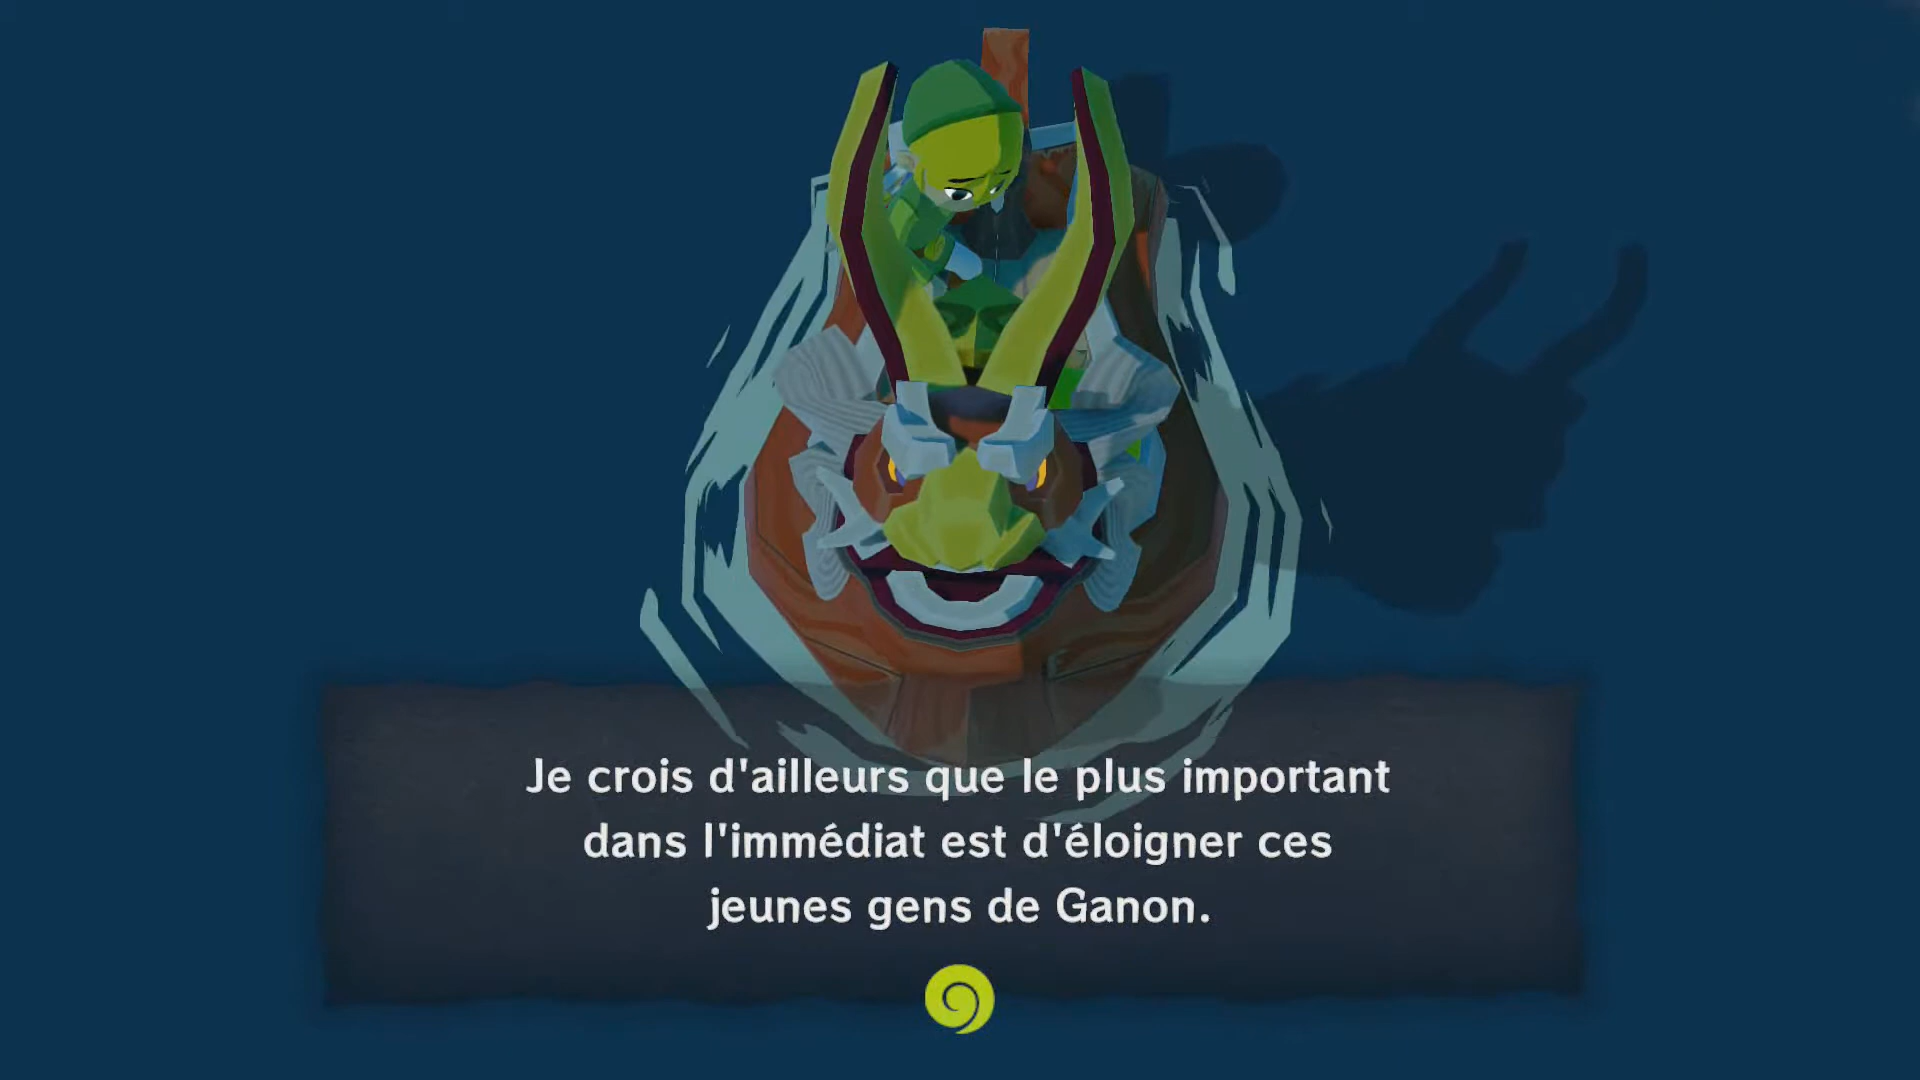 Je crois d'ailleurs que le plus important
dans l'immédiat est d'éloigner ces
jeunes gens de Ganon.